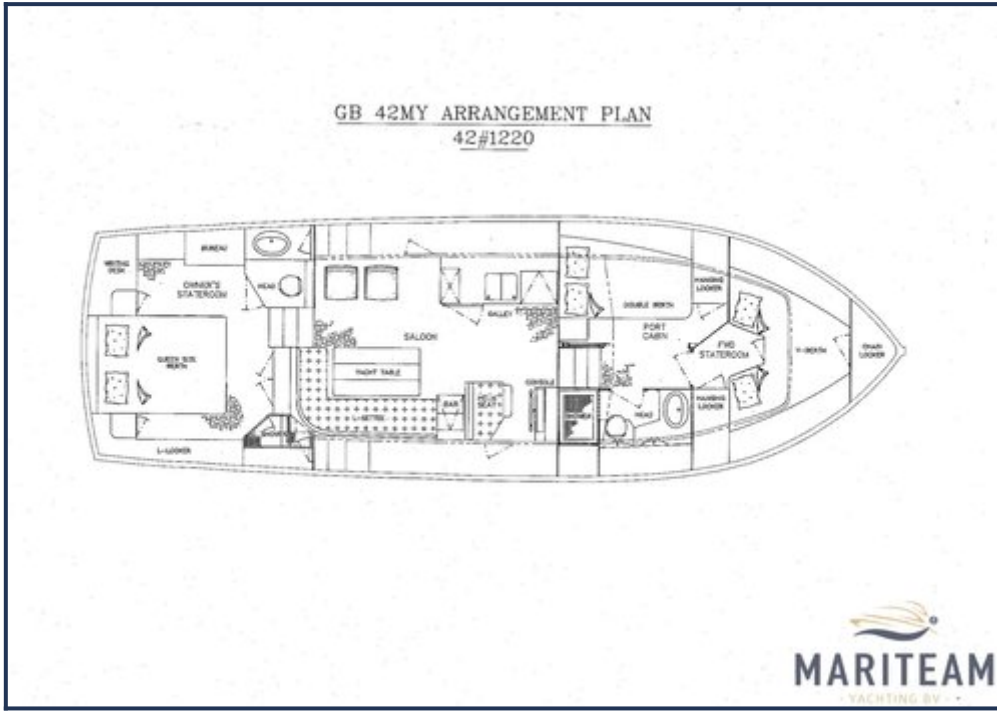 GB 42MY ARRANGEMENT PLAN
42#1220
WRITING
DESK
BUREAU
OWNER'S
STATEROOM
HEAD
QUEEN SIZE
BERTH
SHOWER
L-LOCKER
SALOON
YACHT TABLE
L-SETTEE
BAR
HELM
SEAT
CONSOLE
GALLEY
DOUBLE BERTH
HANGING
LOCKER
PORT
CABIN
FWD
STATEROOM
V-BERTH
CHAIN
LOCKER
HEAD
HANGING
LOCKER
MARITEAM
- YACHTING BV -